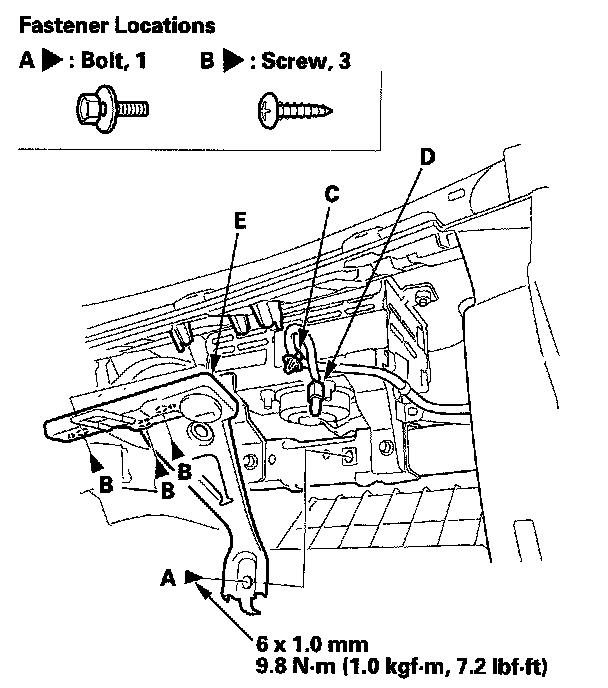 Fastener Locations
A ▶ : Bolt, 1 B ▶ : Screw, 3
D
C
E
B
B
B
A
6 x 1.0 mm
9.8 N·m (1.0 kgf·m, 7.2 lbf·ft)